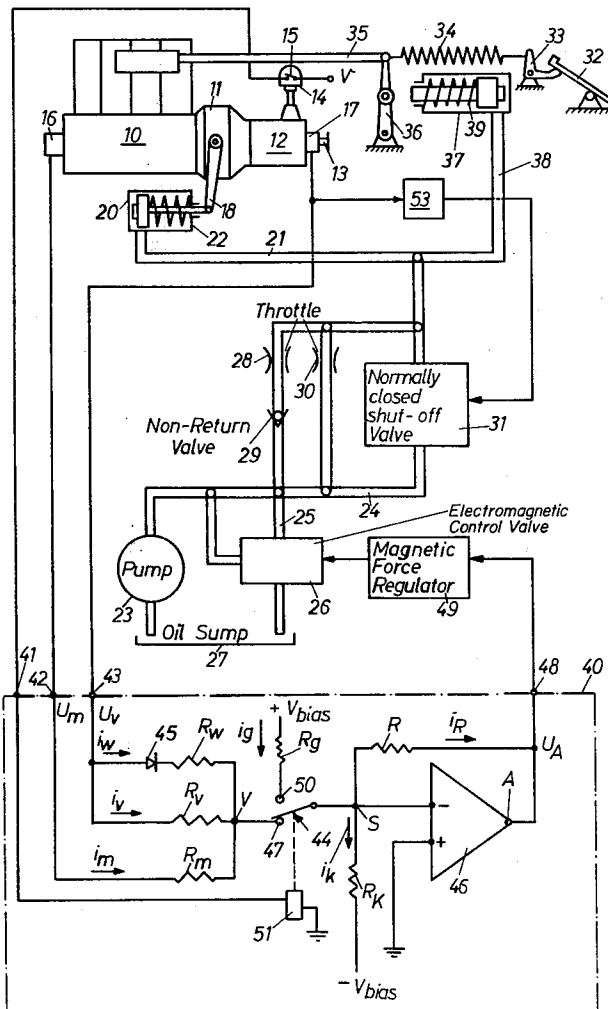 34
35
33
15
V-
32
14
11
17
16
10
12
36
39
13
37
38
20
18
53
22
21
Throttle
28
30
Normally
closed
shut-off
Valve
31
Non-Return
Valve
29
24
25
Electromagnetic
Control Valve
Pump
23
26
Magnetic
Force
Regulator
49
Oil Sump
27
41
42
43
48
40
Um
Uv
+ Vbias
iw
45
Rw
ig
Rg
R
iR
UA
50
iv
Rv
V
A
47
44
S
46
im
Rm
ik
RK
51
- Vbias